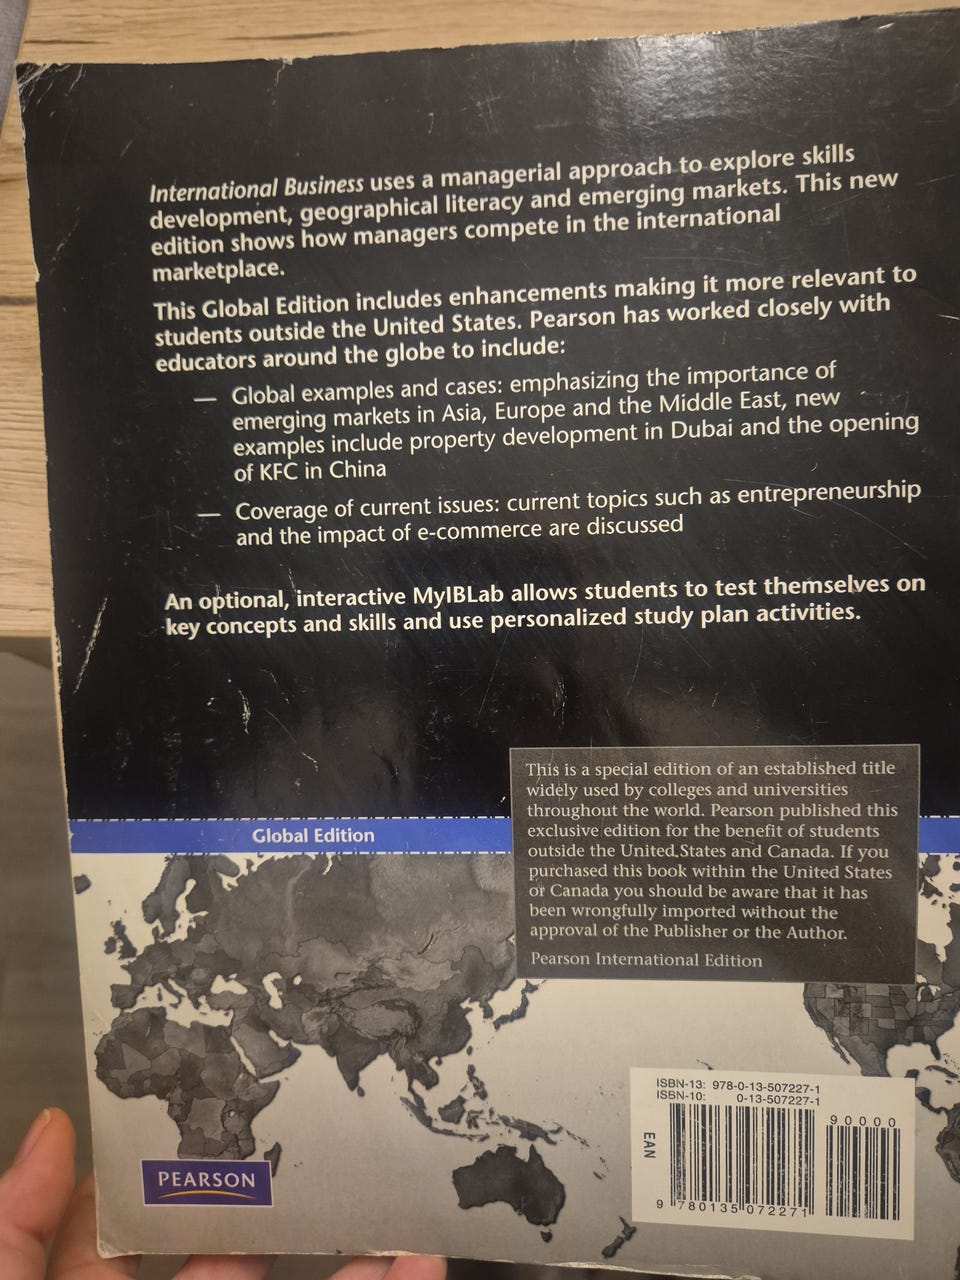 International Business uses a managerial approach to explore skills
development, geographical literacy and emerging markets. This new
edition shows how managers compete in the international
marketplace.
This Global Edition includes enhancements making it more relevant to
students outside the United States. Pearson has worked closely with
educators around the globe to include:
— Global examples and cases: emphasizing the importance of
emerging markets in Asia, Europe and the Middle East, new
examples include property development in Dubai and the opening
of KFC in China
— Coverage of current issues: current topics such as entrepreneurship
and the impact of e-commerce are discussed
An optional, interactive MyIBLab allows students to test themselves on
key concepts and skills and use personalized study plan activities.
Global Edition
This is a special edition of an established title
widely used by colleges and universities
throughout the world. Pearson published this
exclusive edition for the benefit of students
outside the United States and Canada. If you
purchased this book within the United States
or Canada you should be aware that it has
been wrongfully imported without the
approval of the Publisher or the Author.
Pearson International Edition
ISBN-13: 978-0-13-507227-1
ISBN-10: 0-13-507227-1
90000
EAN
9 780135 072271
PEARSON